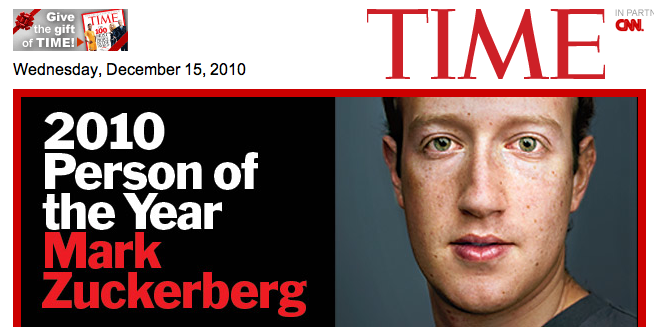 Give
the gift
of TIME!
TIME
100
TIME
IN PARTN
CNN.
Wednesday, December 15, 2010
2010
Person of
the Year
Mark
Zuckerberg